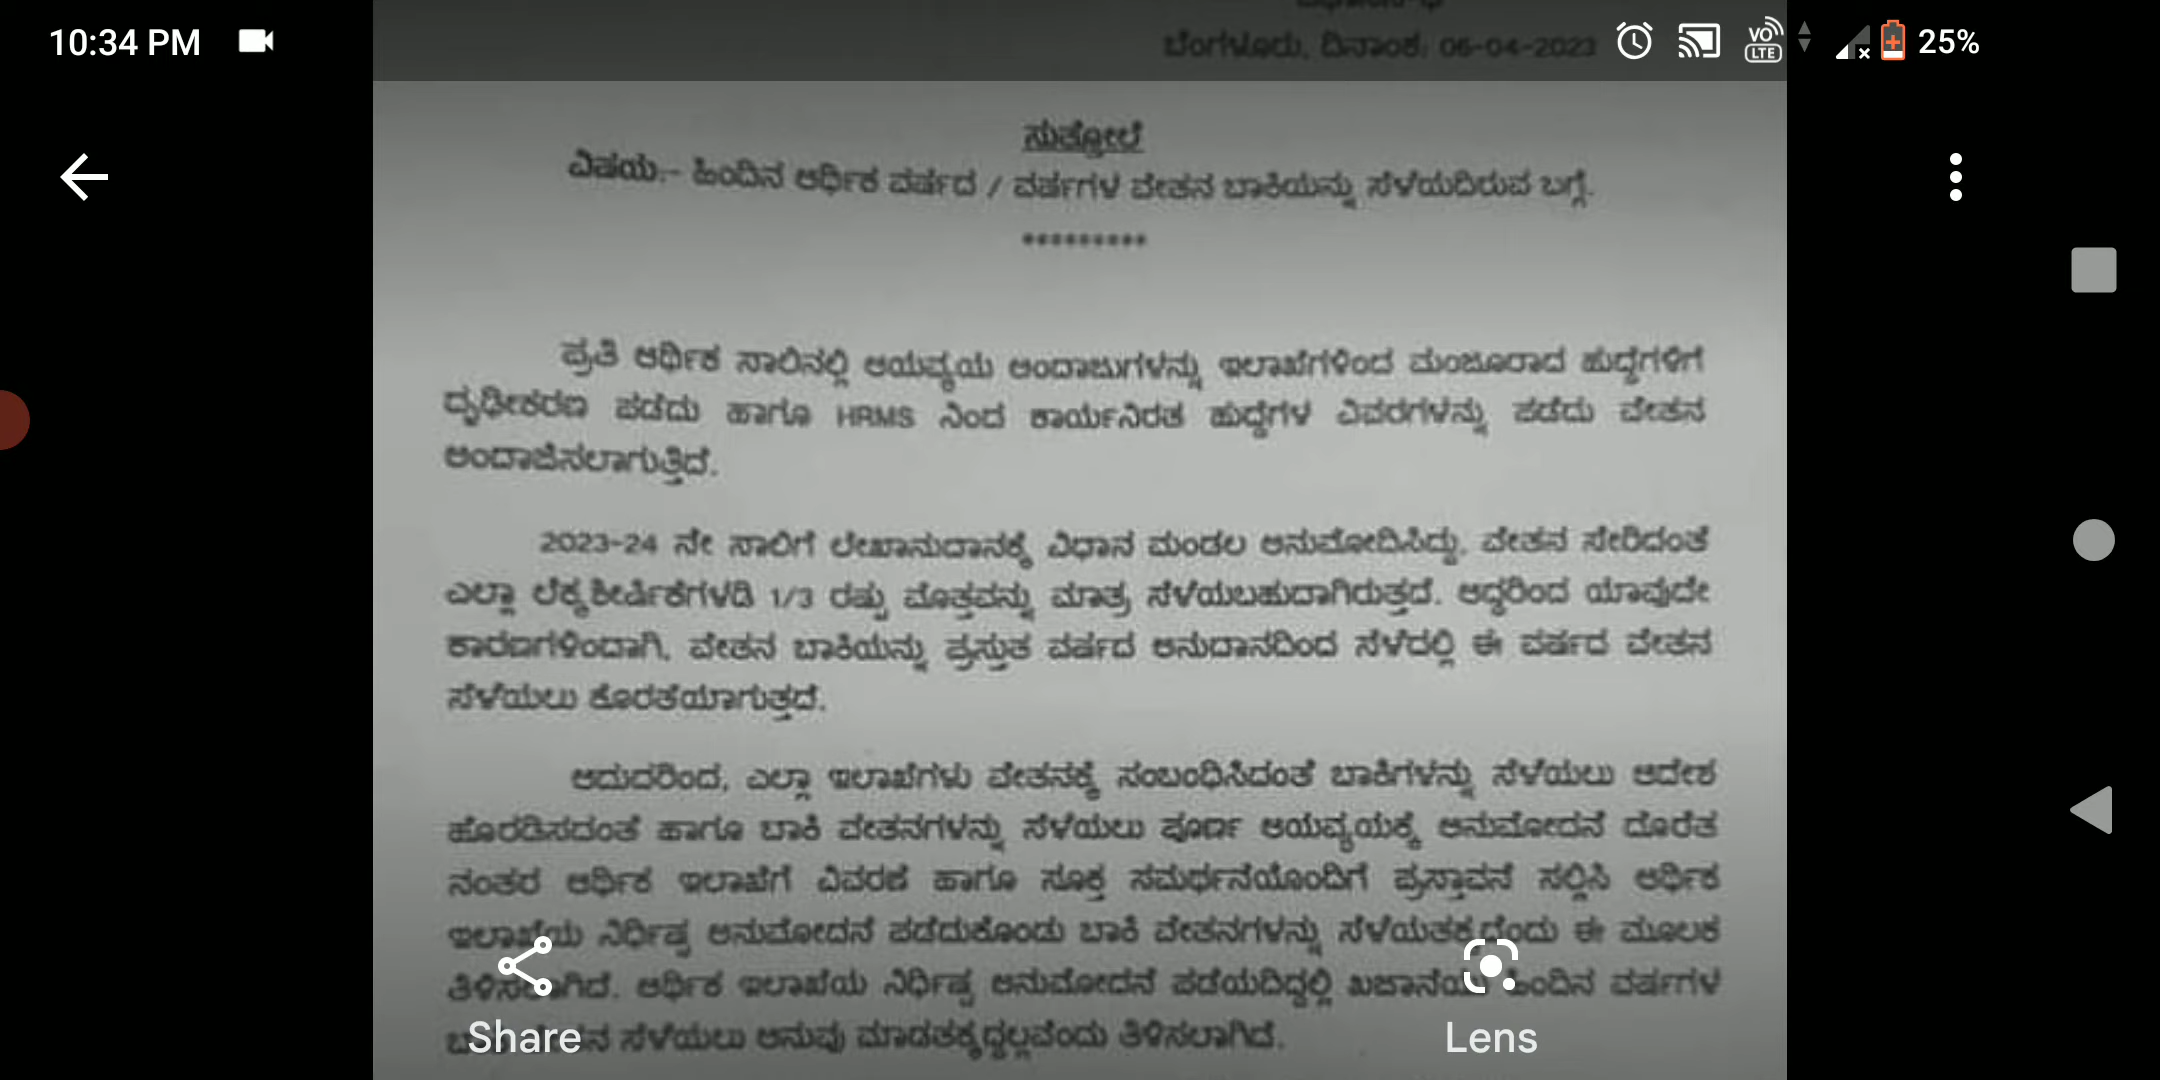 10:34 PM
ಬೆಂಗಳೂರು, ದಿನಾಂಕ: 06-04-2023
VO LTE
25%
ಸುತ್ತೋಲೆ
ವಿಷಯ:- ಹಿಂದಿನ ಆರ್ಥಿಕ ವರ್ಷದ / ವರ್ಷಗಳ ವೇತನ ಬಾಕಿಯನ್ನು ಸೆಳೆಯದಿರುವ ಬಗ್ಗೆ.
*********
ಪ್ರತಿ ಆರ್ಥಿಕ ಸಾಲಿನಲ್ಲಿ ಆಯವ್ಯಯ ಅಂದಾಜುಗಳನ್ನು ಇಲಾಖೆಗಳಿಂದ ಮಂಜೂರಾದ ಹುದ್ದೆಗಳಿಗೆ
ದೃಢೀಕರಣ ಪಡೆದು ಹಾಗೂ HRMS ನಿಂದ ಕಾರ್ಯನಿರತ ಹುದ್ದೆಗಳ ವಿವರಗಳನ್ನು ಪಡೆದು ವೇತನ
ಅಂದಾಜಿಸಲಾಗುತ್ತಿದೆ.
2023-24 ನೇ ಸಾಲಿಗೆ ಲೇಖಾನುದಾನಕ್ಕೆ ವಿಧಾನ ಮಂಡಲ ಅನುಮೋದಿಸಿದ್ದು, ವೇತನ ಸೇರಿದಂತೆ
ಎಲ್ಲಾ ಲೆಕ್ಕಶೀರ್ಷಿಕೆಗಳಡಿ 1/3 ರಷ್ಟು ಮೊತ್ತವನ್ನು ಮಾತ್ರ ಸೆಳೆಯಬಹುದಾಗಿರುತ್ತದೆ. ಆದ್ದರಿಂದ ಯಾವುದೇ
ಕಾರಣಗಳಿಂದಾಗಿ, ವೇತನ ಬಾಕಿಯನ್ನು ಪ್ರಸ್ತುತ ವರ್ಷದ ಅನುದಾನದಿಂದ ಸೆಳೆದಲ್ಲಿ ಈ ವರ್ಷದ ವೇತನ
ಸೆಳೆಯಲು ಕೊರತೆಯಾಗುತ್ತದೆ.
ಆದುದರಿಂದ, ಎಲ್ಲಾ ಇಲಾಖೆಗಳು ವೇತನಕ್ಕೆ ಸಂಬಂಧಿಸಿದಂತೆ ಬಾಕಿಗಳನ್ನು ಸೆಳೆಯಲು ಆದೇಶ
ಹೊರಡಿಸದಂತೆ ಹಾಗೂ ಬಾಕಿ ವೇತನಗಳನ್ನು ಸೆಳೆಯಲು ಪೂರ್ಣ ಆಯವ್ಯಯಕ್ಕೆ ಅನುಮೋದನೆ ದೊರೆತ
ನಂತರ ಆರ್ಥಿಕ ಇಲಾಖೆಗೆ ವಿವರಣೆ ಹಾಗೂ ಸೂಕ್ತ ಸಮರ್ಥನೆಯೊಂದಿಗೆ ಪ್ರಸ್ತಾವನೆ ಸಲ್ಲಿಸಿ ಆರ್ಥಿಕ
ಇಲಾಖೆಯ ನಿರ್ಧಿಷ್ಟ ಅನುಮೋದನೆ ಪಡೆದುಕೊಂಡು ಬಾಕಿ ವೇತನಗಳನ್ನು ಸೆಳೆಯತಕ್ಕದ್ದೆಂದು ಈ ಮೂಲಕ
ತಿಳಿಸಲಾಗಿದೆ. ಆರ್ಥಿಕ ಇಲಾಖೆಯ ನಿರ್ಧಿಷ್ಟ ಅನುಮೋದನೆ ಪಡೆಯದಿದ್ದಲ್ಲಿ ಹಿಂದಿನ ವರ್ಷಗಳ
ಸೆಳೆಯಲು ಅನುವು ಮಾಡತಕ್ಕದ್ದಲ್ಲವೆಂದು ತಿಳಿಸಲಾಗಿದೆ.
Share
Lens